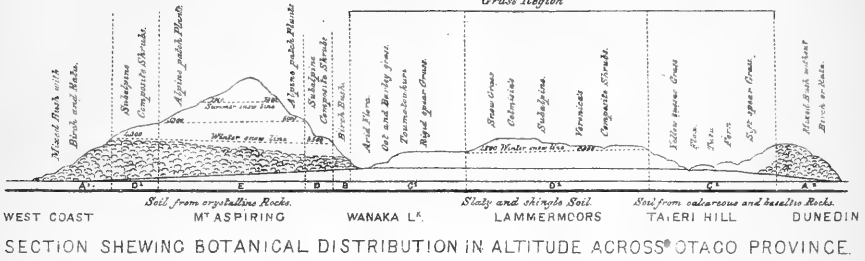 Grass Region
Mixed Bush with
Birch and Rata.
Subalpine
Composite Shrubs.
Alpine patch Plants.
Alpine patch Plants
Subalpine
Composite Shrubs
Birch Bush.
Arid Flora.
Oat and Barley grass.
Rigid Spear Grass.
Snow Grass
Celmisia's
Subalpine.
Veronica's
Composite Shrubs.
Yellow spear Grass
Flax.
Tutu
Fern
Soft spear Grass.
Mixed Bush without
Birch or Rata.
Summer snow line
Winter snow line
Winter snow line
E D B
Soil from crystalline Rocks. Slaty and shingle Soil Soil from calcareous and basaltic Rocks.
WEST COAST MT ASPIRING WANAKA LK. LAMMERMOORS TAIERI HILL DUNEDIN
SECTION SHEWING BOTANICAL DISTRIBUTION IN ALTITUDE ACROSS OTAGO PROVINCE.